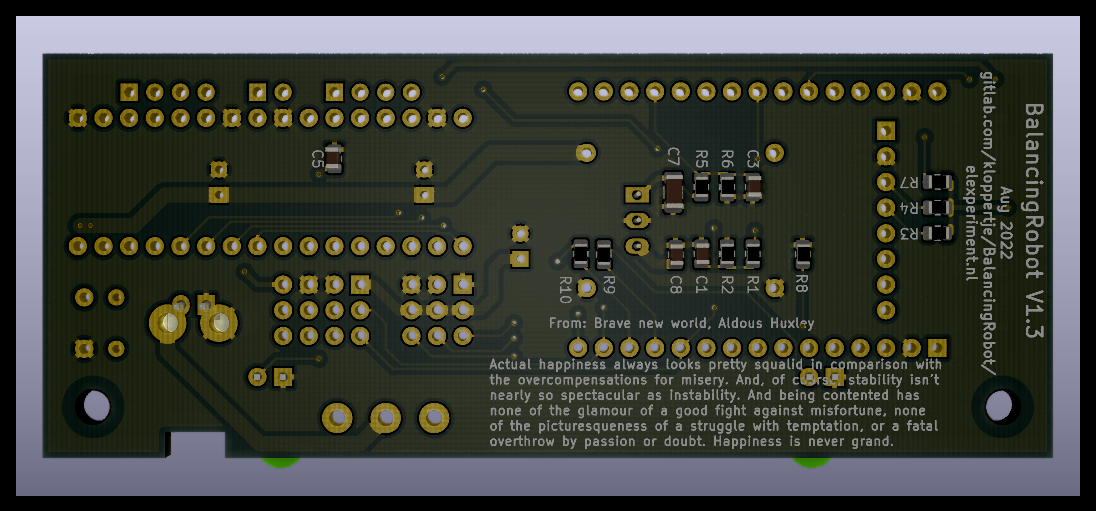 BalancingRobot V1.3
Aug 2022
gitlab.com/kloppertje/BalancingRobot/
elexperiment.nl
C5
C7
R5
R6
C3
R7
R4
R3
R10
R9
C8
C1
R2
R1
R8
From: Brave new world, Aldous Huxley
Actual happiness always looks pretty squalid in comparison with
the overcompensations for misery. And, of course, stability isn't
nearly so spectacular as instability. And being contented has
none of the glamour of a good fight against misfortune, none
of the picturesqueness of a struggle with temptation, or a fatal
overthrow by passion or doubt. Happiness is never grand.